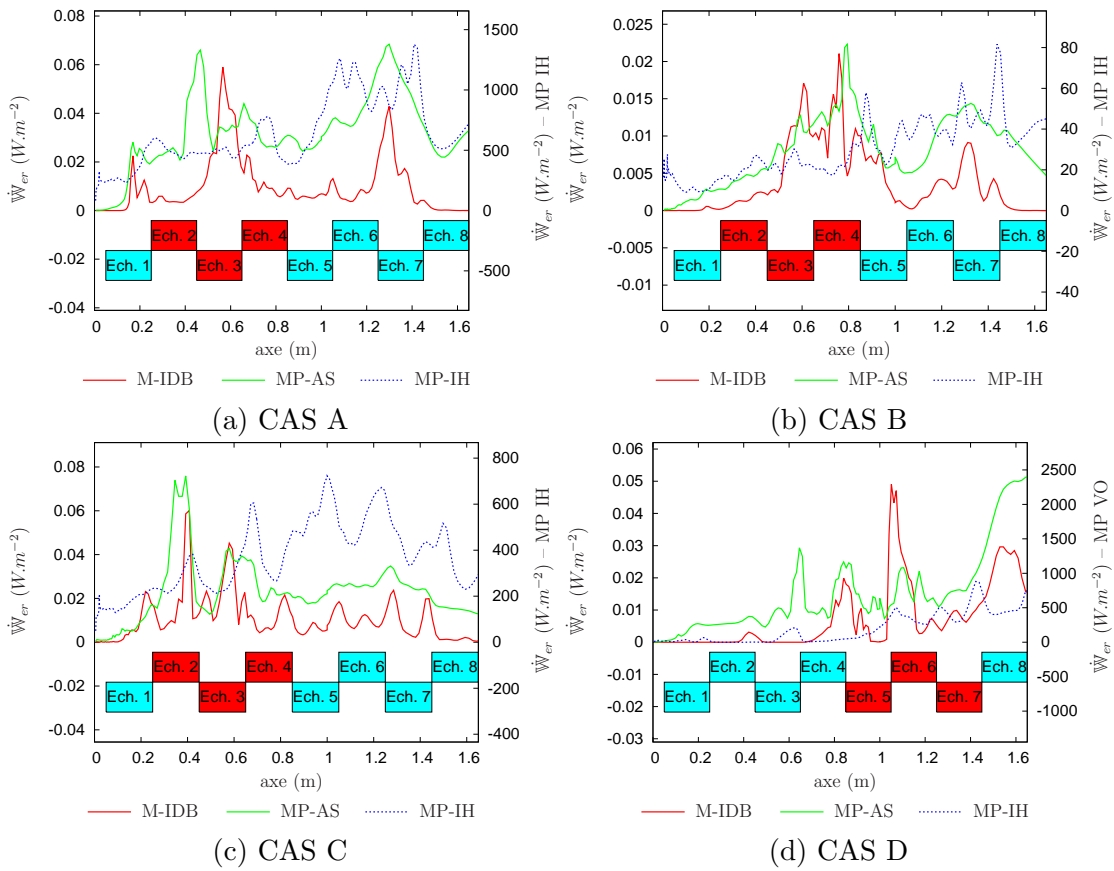 0.08
0.06
0.04
0.02
0
-0.02
-0.04
Ẇer (W.m−2)
1500
1000
500
0
-500
Ẇer (W.m−2) – MP IH
Ech. 2
Ech. 4
Ech. 6
Ech. 8
Ech. 1
Ech. 3
Ech. 5
Ech. 7
0 0.2 0.4 0.6 0.8 1 1.2 1.4 1.6
axe (m)
M-IDB MP-AS MP-IH
(a) CAS A
0.025
0.02
0.015
0.01
0.005
0
-0.005
-0.01
Ẇer (W.m−2)
80
60
40
20
0
-20
-40
Ẇer (W.m−2) – MP IH
Ech. 2
Ech. 4
Ech. 6
Ech. 8
Ech. 1
Ech. 3
Ech. 5
Ech. 7
0 0.2 0.4 0.6 0.8 1 1.2 1.4 1.6
axe (m)
M-IDB MP-AS MP-IH
(b) CAS B
0.08
0.06
0.04
0.02
0
-0.02
-0.04
Ẇer (W.m−2)
800
600
400
200
0
-200
-400
Ẇer (W.m−2) – MP IH
Ech. 2
Ech. 4
Ech. 6
Ech. 8
Ech. 1
Ech. 3
Ech. 5
Ech. 7
0 0.2 0.4 0.6 0.8 1 1.2 1.4 1.6
axe (m)
M-IDB MP-AS MP-IH
(c) CAS C
0.06
0.05
0.04
0.03
0.02
0.01
0
-0.01
-0.02
-0.03
Ẇer (W.m−2)
2500
2000
1500
1000
500
0
-500
-1000
Ẇer (W.m−2) – MP VO
Ech. 2
Ech. 4
Ech. 6
Ech. 8
Ech. 1
Ech. 3
Ech. 5
Ech. 7
0 0.2 0.4 0.6 0.8 1 1.2 1.4 1.6
axe (m)
M-IDB MP-AS MP-IH
(d) CAS D